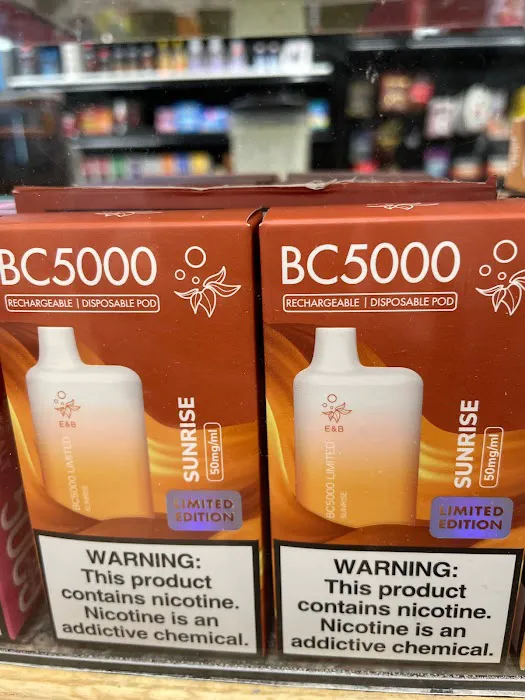 BC5000
RECHARGEABLE | DISPOSABLE POD
E&B
BC5000 LIMITED
SUNRISE
SUNRISE
50mg/ml
LIMITED
EDITION
WARNING:
This product
contains nicotine.
Nicotine is an
addictive chemical.
BC5000
RECHARGEABLE | DISPOSABLE POD
E&B
BC5000 LIMITED
SUNRISE
SUNRISE
50mg/ml
LIMITED
EDITION
WARNING:
This product
contains nicotine.
Nicotine is an
addictive chemical.